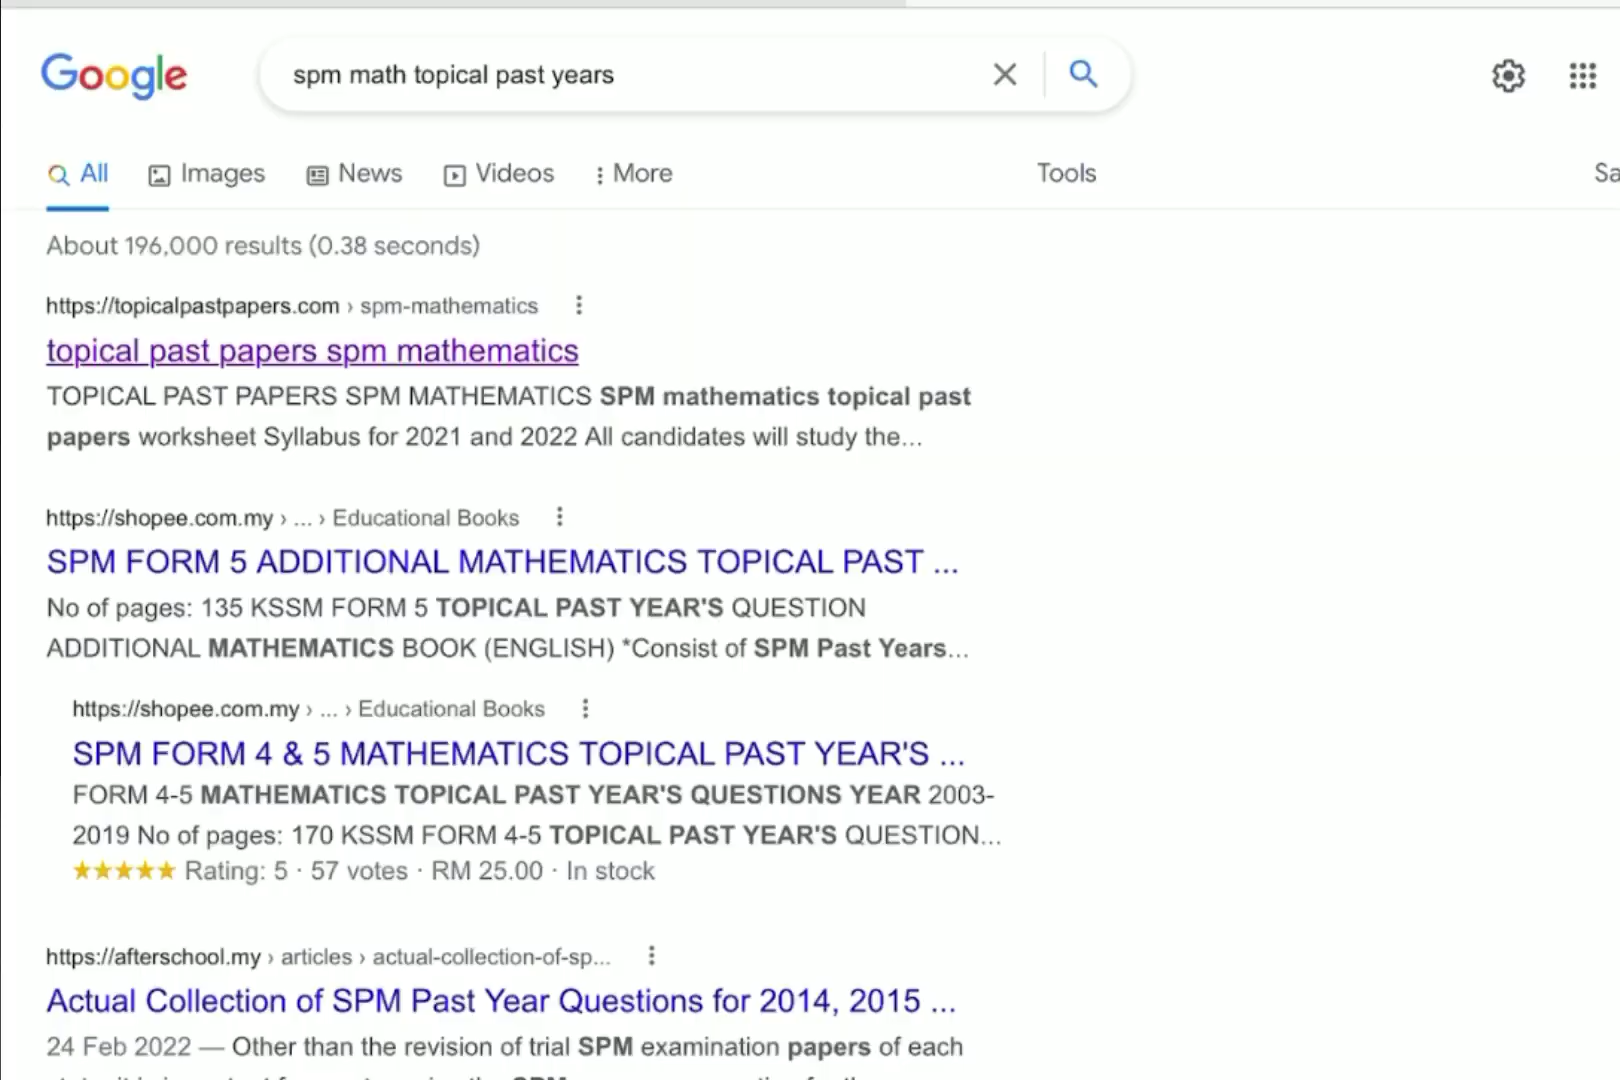 Google
spm math topical past years
All
Images
News
Videos
More
Tools
Sa
About 196,000 results (0.38 seconds)
https://topicalpastpapers.com › spm-mathematics
topical past papers spm mathematics
TOPICAL PAST PAPERS SPM MATHEMATICS SPM mathematics topical past
papers worksheet Syllabus for 2021 and 2022 All candidates will study the...
https://shopee.com.my › ... › Educational Books
SPM FORM 5 ADDITIONAL MATHEMATICS TOPICAL PAST ...
No of pages: 135 KSSM FORM 5 TOPICAL PAST YEAR'S QUESTION
ADDITIONAL MATHEMATICS BOOK (ENGLISH) *Consist of SPM Past Years...
https://shopee.com.my › ... › Educational Books
SPM FORM 4 & 5 MATHEMATICS TOPICAL PAST YEAR'S ...
FORM 4-5 MATHEMATICS TOPICAL PAST YEAR'S QUESTIONS YEAR 2003-
2019 No of pages: 170 KSSM FORM 4-5 TOPICAL PAST YEAR'S QUESTION...
Rating: 5 · 57 votes · RM 25.00 · In stock
https://afterschool.my › articles › actual-collection-of-sp...
Actual Collection of SPM Past Year Questions for 2014, 2015 ...
24 Feb 2022 — Other than the revision of trial SPM examination papers of each